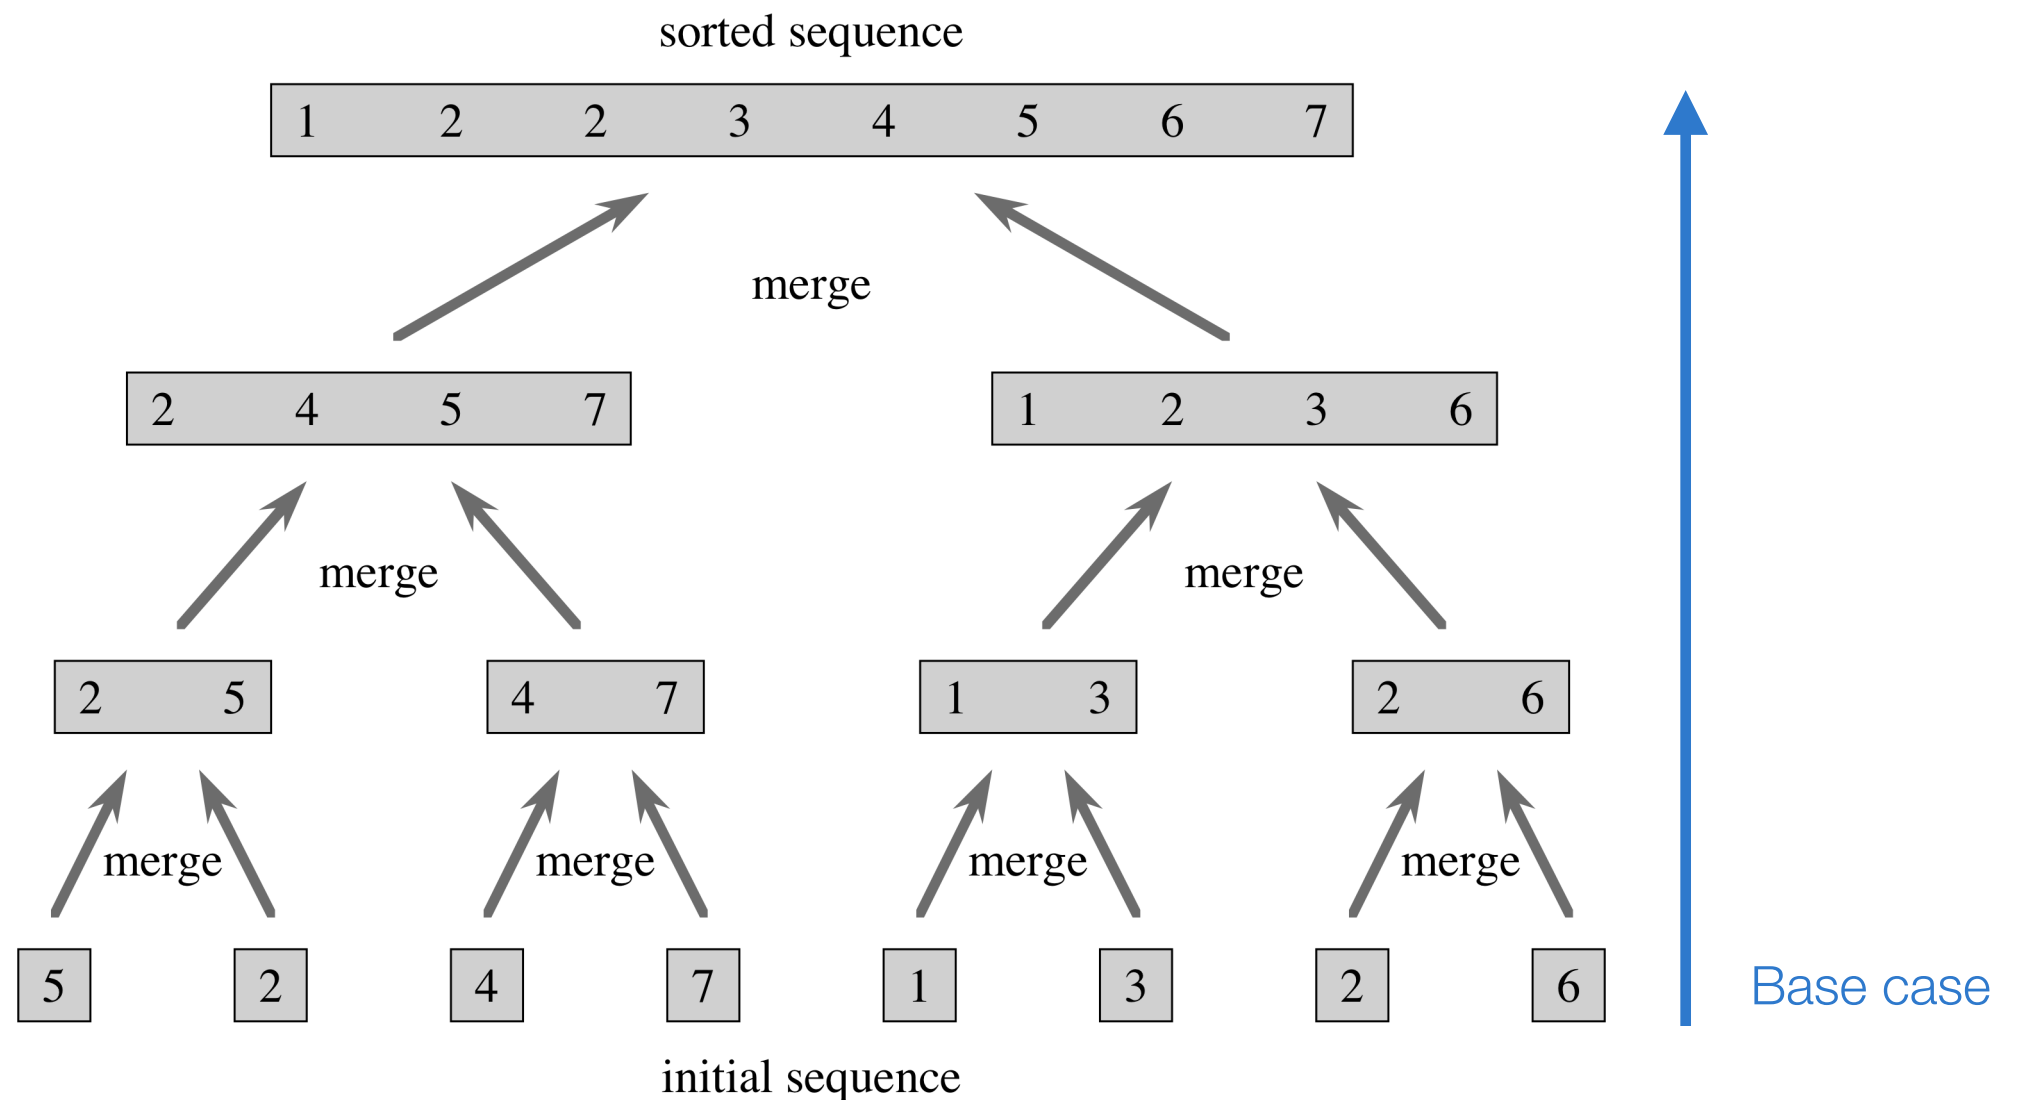 sorted sequence
1 2 2 3 4 5 6 7
merge
2 4 5 7
1 2 3 6
merge
merge
2 5
4 7
1 3
2 6
merge
merge
merge
merge
5
2
4
7
1
3
2
6
Base case
initial sequence